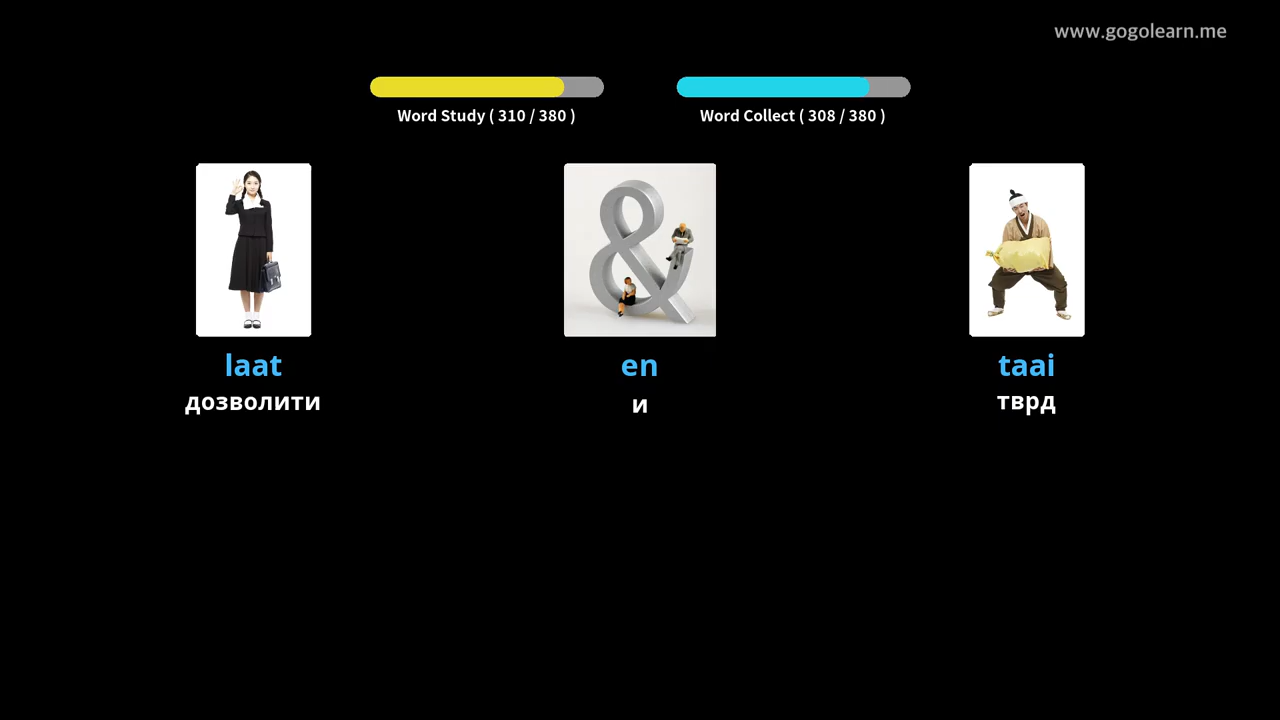 www.gogolearn.me
Word Study ( 310 / 380 )
Word Collect ( 308 / 380 )
laat
en
taai
дозволити
и
тврд